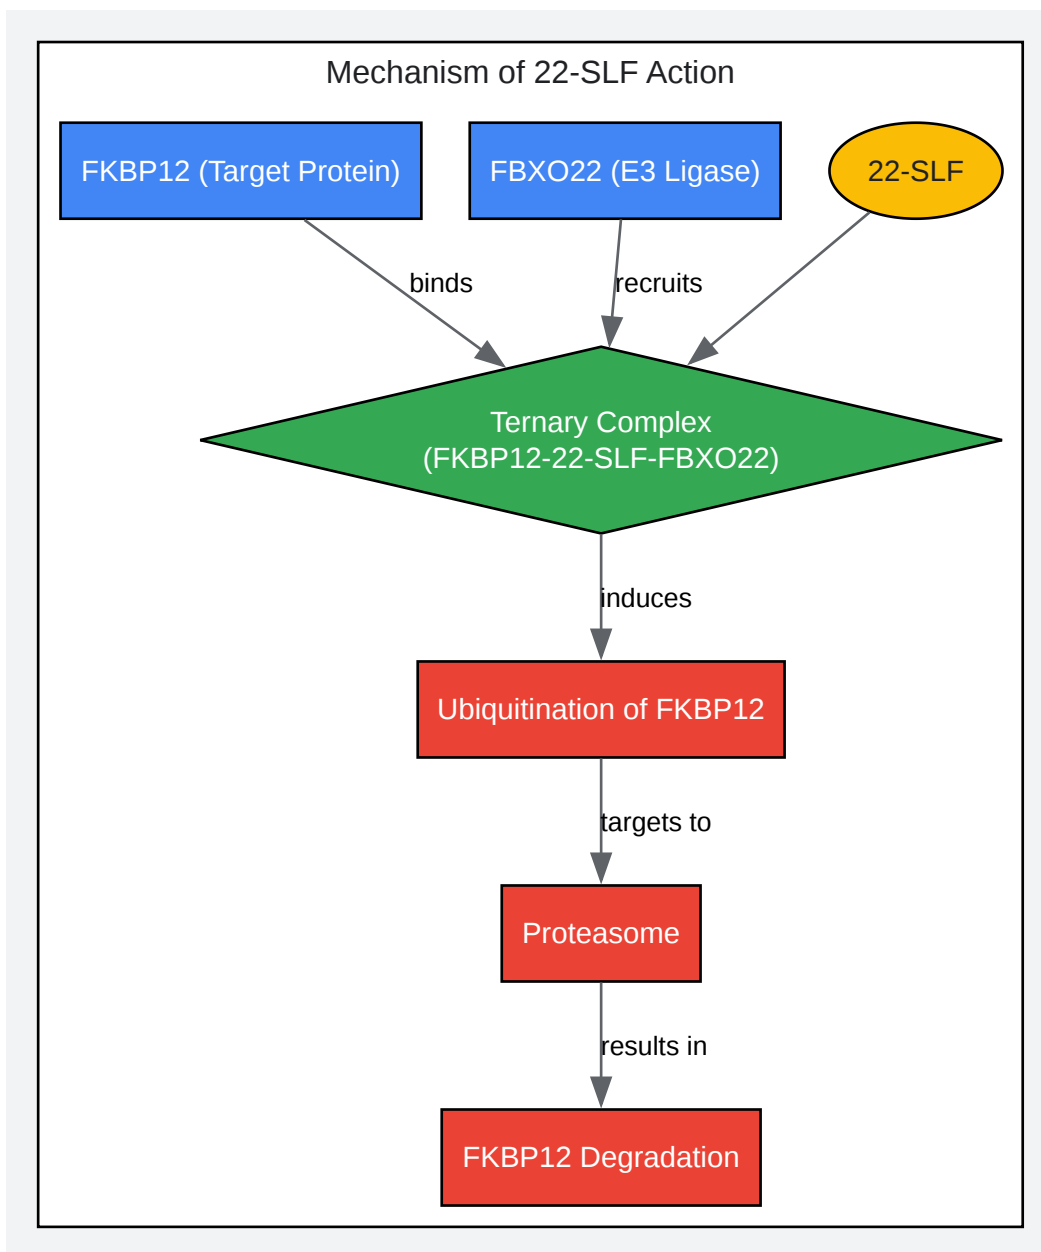 Mechanism of 22-SLF Action
FKBP12 (Target Protein)
FBXO22 (E3 Ligase)
22-SLF
binds
recruits
Ternary Complex
(FKBP12-22-SLF-FBXO22)
induces
Ubiquitination of FKBP12
targets to
Proteasome
results in
FKBP12 Degradation